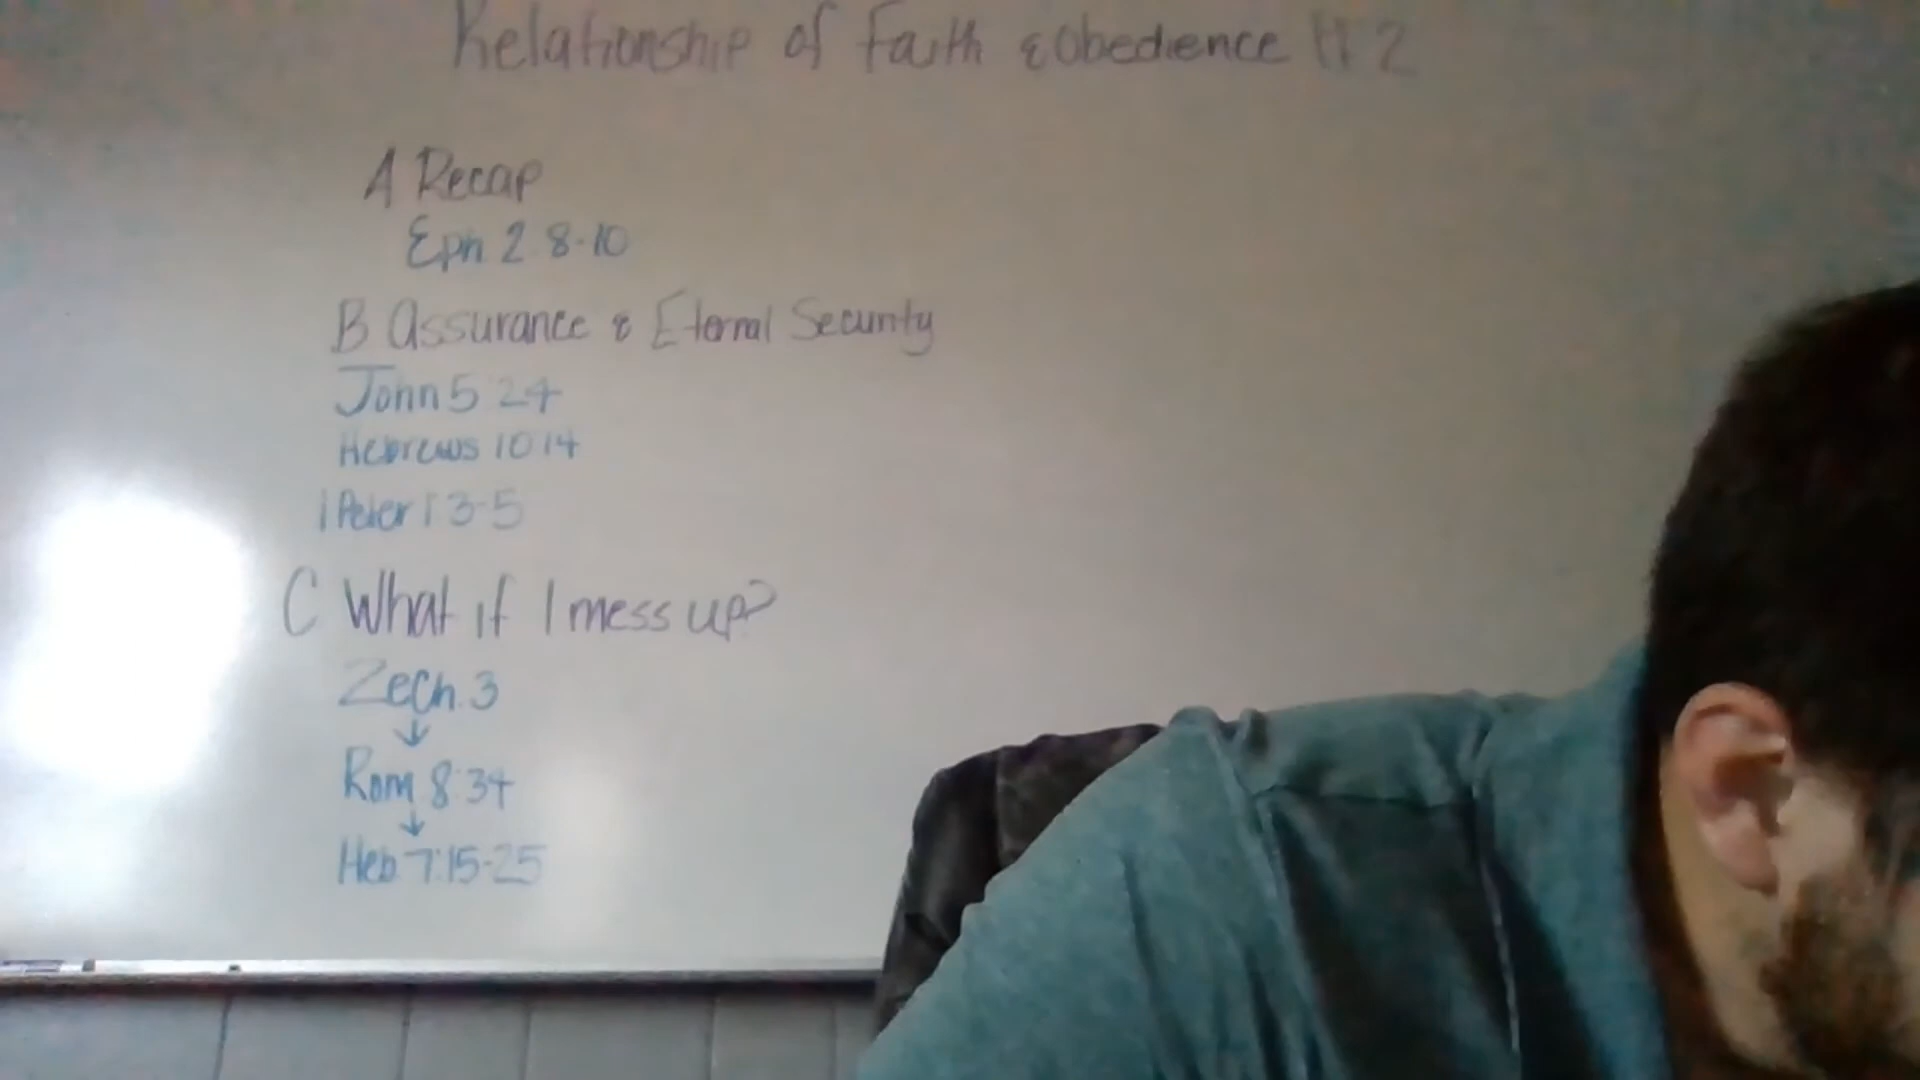 Relationship of Faith & Obedience Pt 2
A Recap
Eph 2 8-10
B Assurance & Eternal Security
John 5 24
Hebrews 10 14
1 Peter 1 3-5
C What if I mess up?
Zech. 3
↓
Rom 8:34
↓
Heb 7:15-25